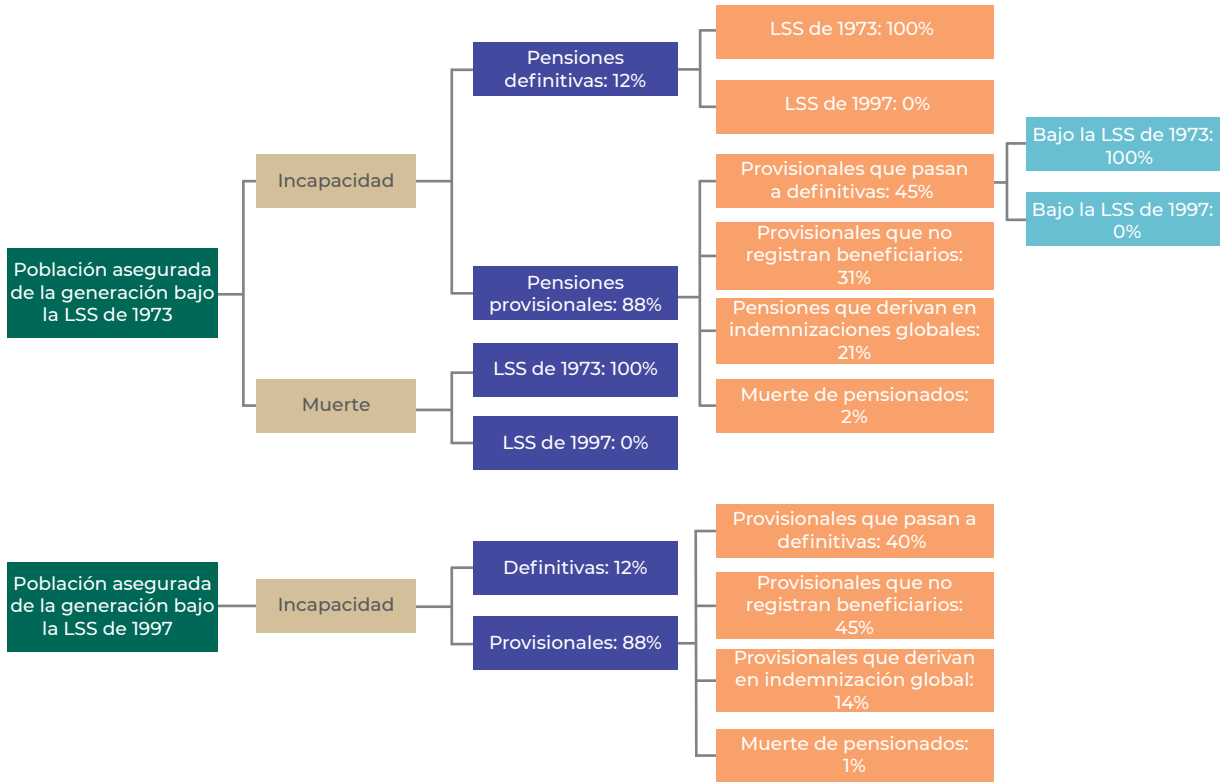 Población asegurada
de la generación bajo
la LSS de 1973
Incapacidad
Muerte
Pensiones
definitivas: 12%
Pensiones
provisionales: 88%
LSS de 1973: 100%
LSS de 1997: 0%
LSS de 1973: 100%
LSS de 1997: 0%
Provisionales que pasan
a definitivas: 45%
Provisionales que no
registran beneficiarios:
31%
Pensiones que derivan en
indemnizaciones globales:
21%
Muerte de pensionados:
2%
Bajo la LSS de 1973:
100%
Bajo la LSS de 1997:
0%
Población asegurada
de la generación bajo
la LSS de 1997
Incapacidad
Definitivas: 12%
Provisionales: 88%
Provisionales que pasan a
definitivas: 40%
Provisionales que no
registran beneficiarios:
45%
Provisionales que derivan
en indemnización global:
14%
Muerte de pensionados:
1%